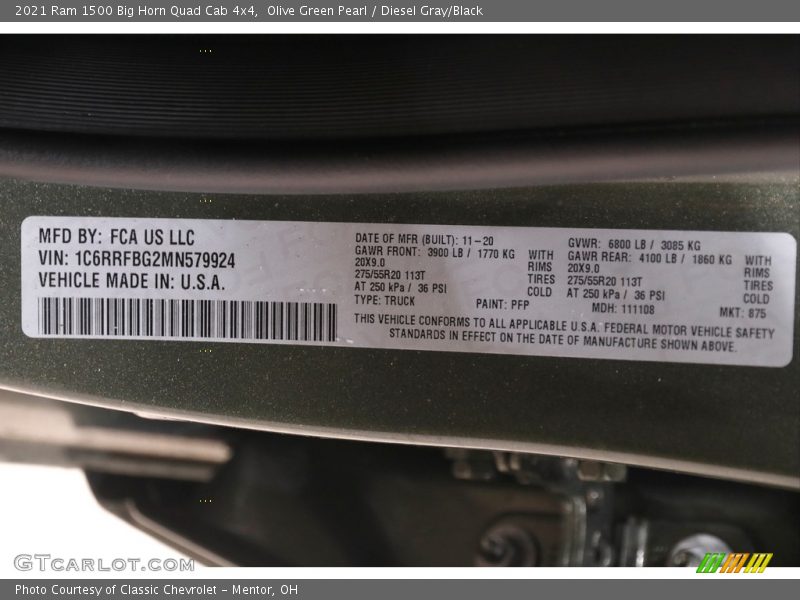 2021 Ram 1500 Big Horn Quad Cab 4x4,  Olive Green Pearl / Diesel Gray/Black
MFD BY: FCA US LLC
VIN: 1C6RRFBG2MN579924
VEHICLE MADE IN: U.S.A.
DATE OF MFR (BUILT): 11-20
GAWR FRONT: 3900 LB / 1770 KG WITH
20X9.0 RIMS
275/55R20 113T TIRES
AT 250 kPa / 36 PSI COLD
TYPE: TRUCK
PAINT: PFP
GVWR: 6800 LB / 3085 KG
GAWR REAR: 4100 LB / 1860 KG WITH
20X9.0 RIMS
275/55R20 113T TIRES
AT 250 kPa / 36 PSI COLD
MDH: 111108
MKT: 875
THIS VEHICLE CONFORMS TO ALL APPLICABLE U.S.A. FEDERAL MOTOR VEHICLE SAFETY
STANDARDS IN EFFECT ON THE DATE OF MANUFACTURE SHOWN ABOVE.
GTCARLOT.COM
Photo Courtesy of Classic Chevrolet - Mentor, OH